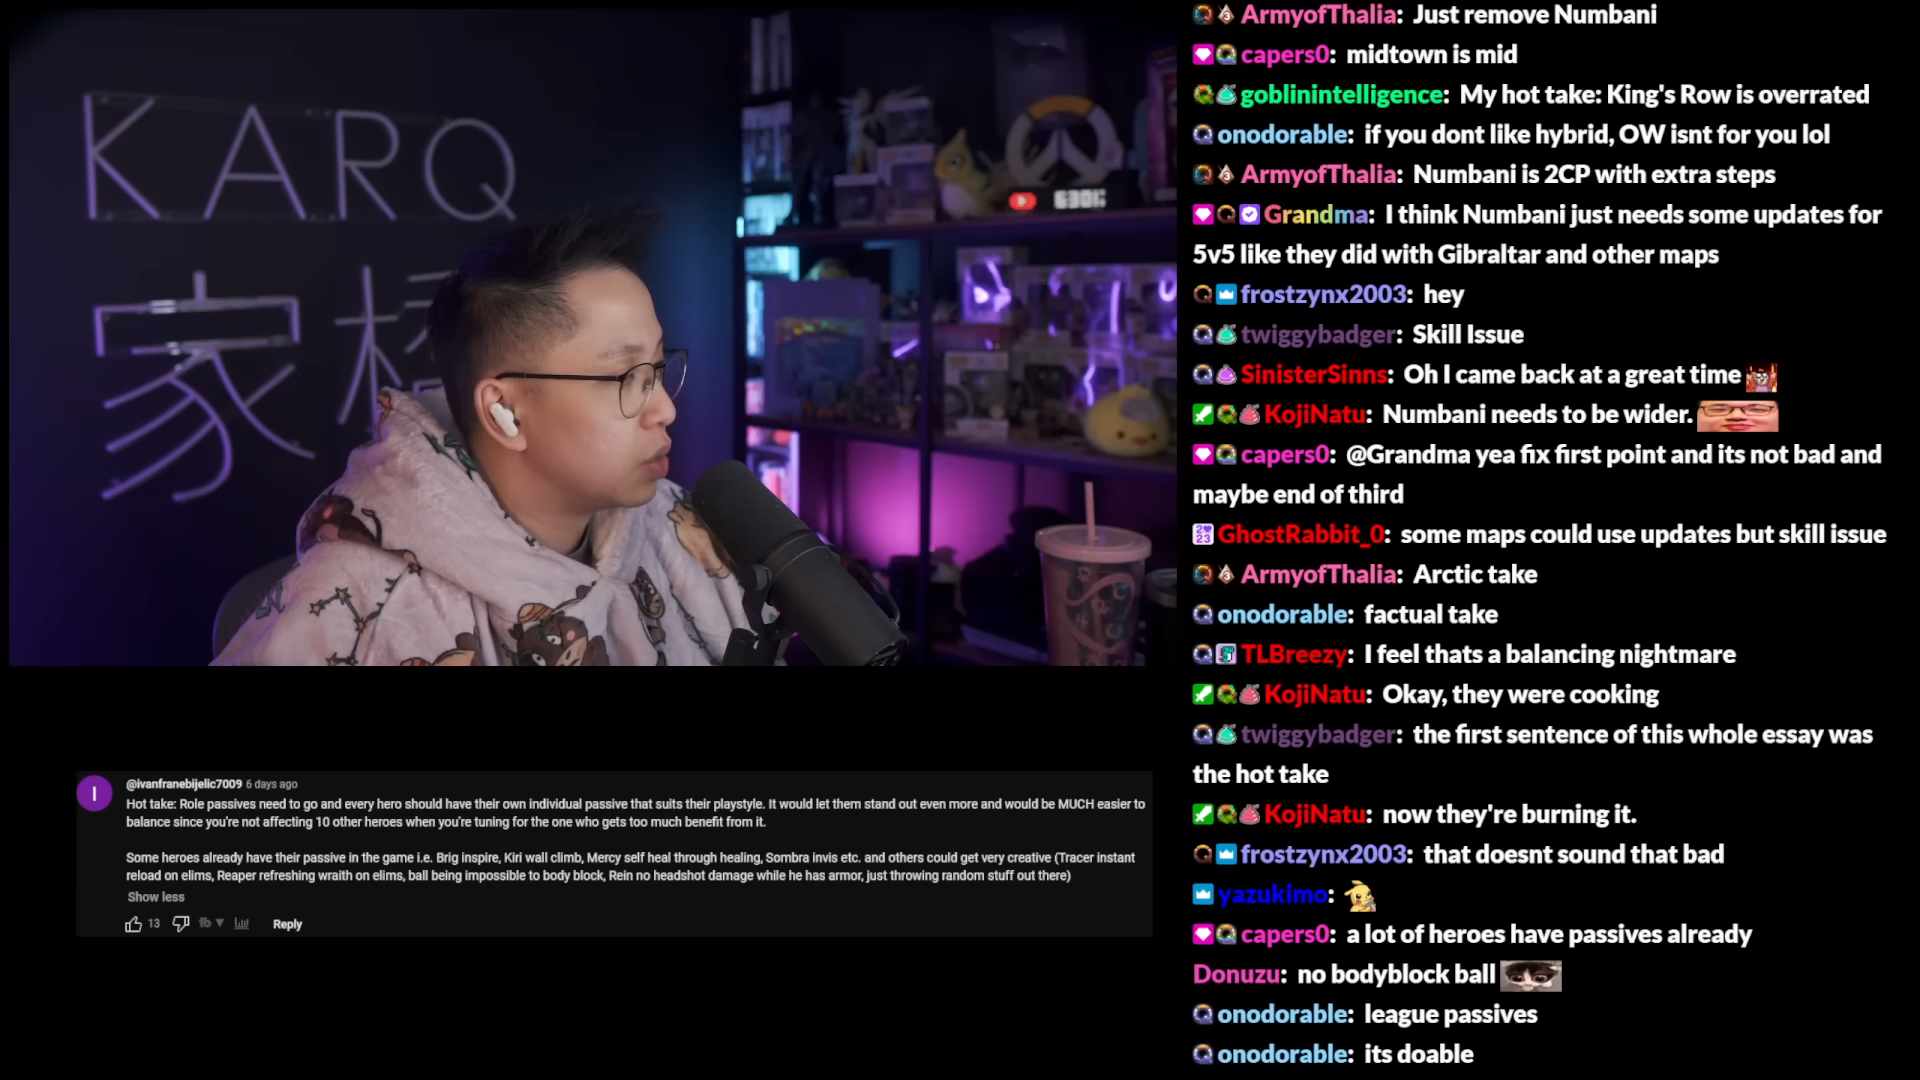 KARQ
家橋
6301
ArmyofThalia: Just remove Numbani
capers0: midtown is mid
goblinintelligence: My hot take: King's Row is overrated
onodorable: if you dont like hybrid, OW isnt for you lol
ArmyofThalia: Numbani is 2CP with extra steps
Grandma: I think Numbani just needs some updates for
5v5 like they did with Gibraltar and other maps
frostzynx2003: hey
twiggybadger: Skill Issue
SinisterSinns: Oh I came back at a great time
KojiNatu: Numbani needs to be wider.
capers0: @Grandma yea fix first point and its not bad and
maybe end of third
GhostRabbit_0: some maps could use updates but skill issue
ArmyofThalia: Arctic take
onodorable: factual take
TLBreezy: I feel thats a balancing nightmare
KojiNatu: Okay, they were cooking
twiggybadger: the first sentence of this whole essay was
the hot take
KojiNatu: now they're burning it.
frostzynx2003: that doesnt sound that bad
yazukimo:
capers0: a lot of heroes have passives already
Donuzu: no bodyblock ball
onodorable: league passives
onodorable: its doable
I
@ivanfranebijelic7009 6 days ago
Hot take: Role passives need to go and every hero should have their own individual passive that suits their playstyle. It would let them stand out even more and would be MUCH easier to
balance since you're not affecting 10 other heroes when you're tuning for the one who gets too much benefit from it.
Some heroes already have their passive in the game i.e. Brig inspire, Kiri wall climb, Mercy self heal through healing, Sombra invis etc. and others could get very creative (Tracer instant
reload on elims, Reaper refreshing wraith on elims, ball being impossible to body block, Rein no headshot damage while he has armor, just throwing random stuff out there)
Show less
13
Reply